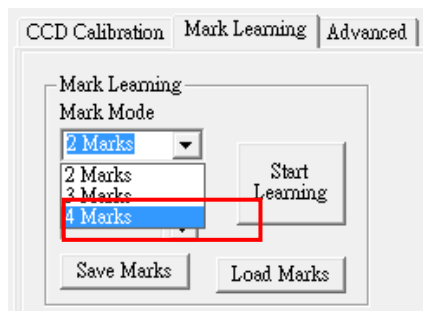 CCD Calibration Mark Learning Advanced
Mark Learning
Mark Mode
2 Marks
2 Marks
3 Marks
4 Marks
Start
Learning
Save Marks Load Marks